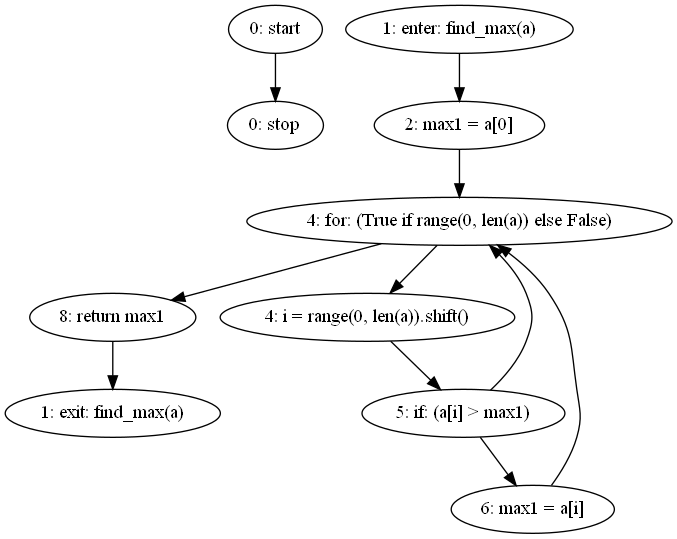 0: start
1: enter: find_max(a)
0: stop
2: max1 = a[0]
4: for: (True if range(0, len(a)) else False)
8: return max1
4: i = range(0, len(a)).shift()
1: exit: find_max(a)
5: if: (a[i] > max1)
6: max1 = a[i]